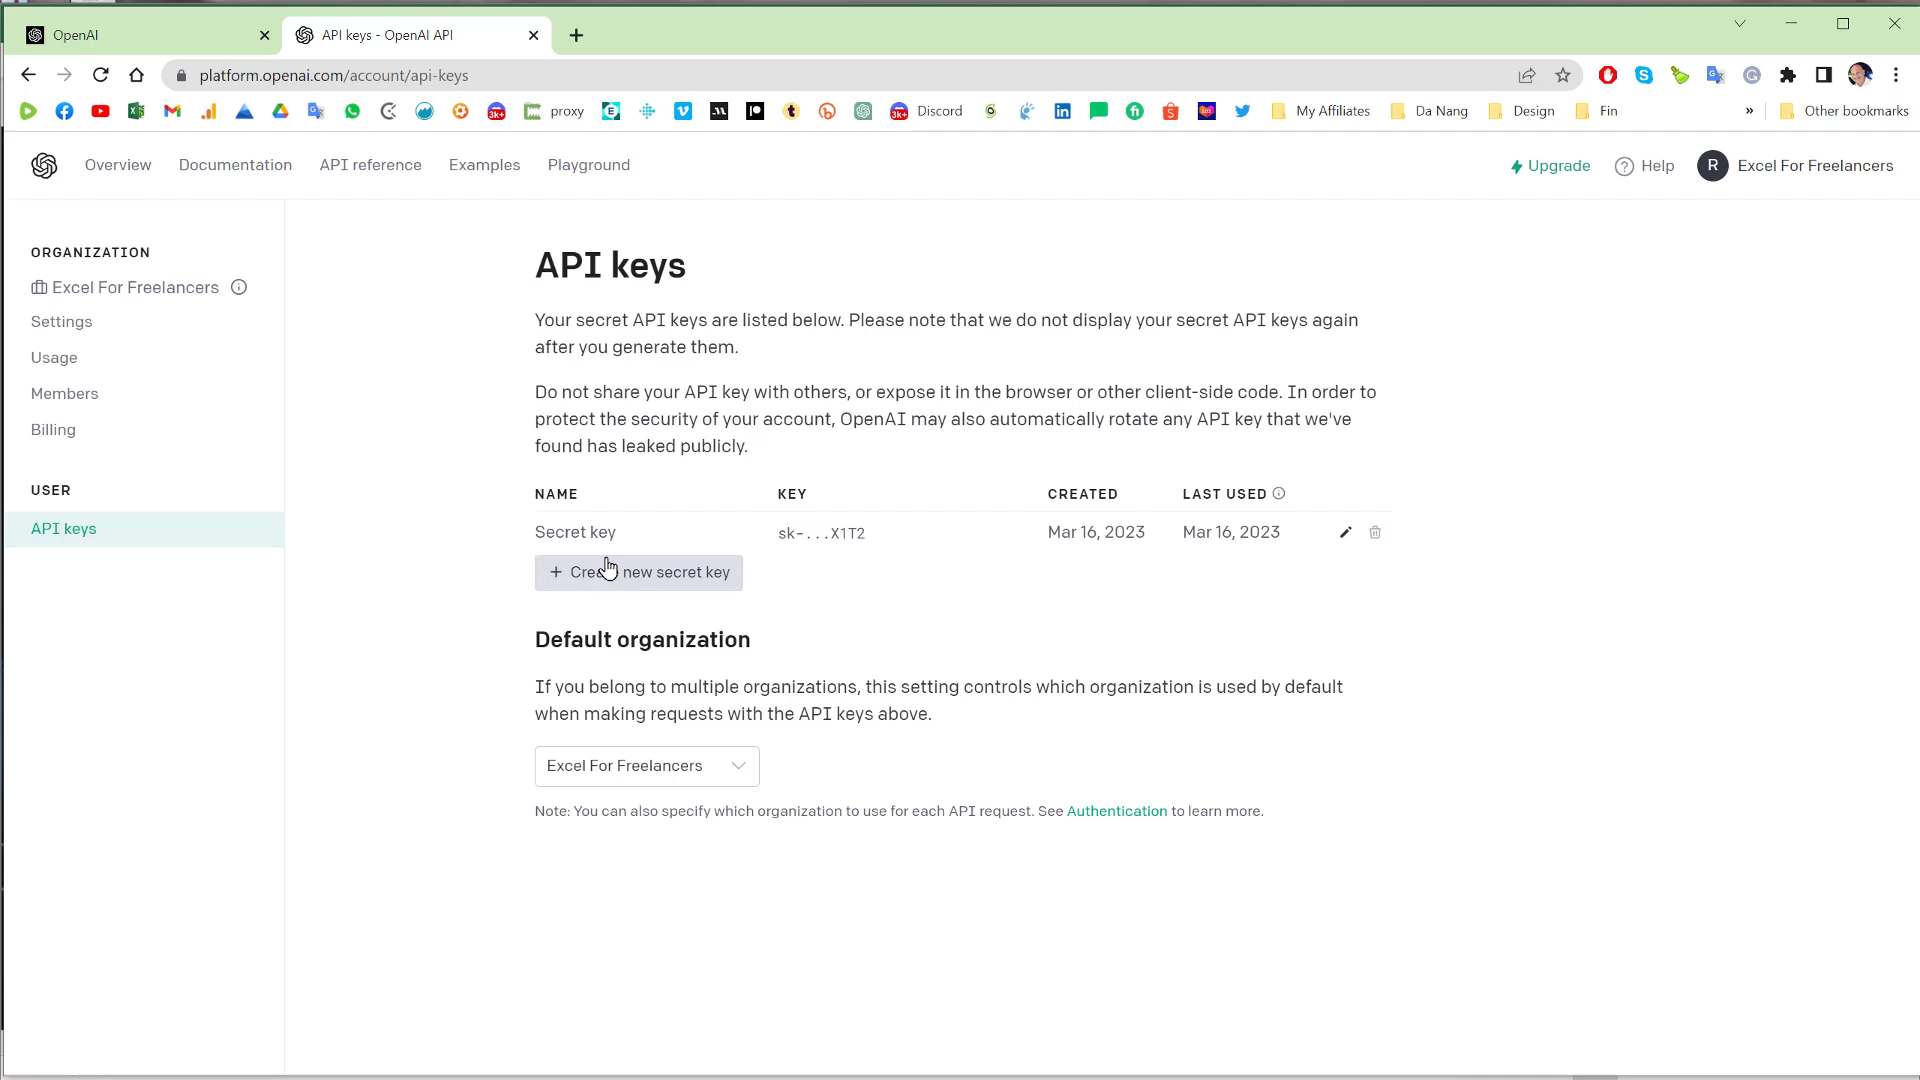 OpenAI
API keys - OpenAI API
platform.openai.com/account/api-keys
proxy
3k+
Discord
My Affiliates
Da Nang
Design
Fin
»
Other bookmarks
Overview
Documentation
API reference
Examples
Playground
Upgrade
Help
R
Excel For Freelancers
ORGANIZATION
Excel For Freelancers
Settings
Usage
Members
Billing
USER
API keys
API keys
Your secret API keys are listed below. Please note that we do not display your secret API keys again
after you generate them.
Do not share your API key with others, or expose it in the browser or other client-side code. In order to
protect the security of your account, OpenAI may also automatically rotate any API key that we've
found has leaked publicly.
NAME KEY CREATED LAST USED
Secret key sk-...X1T2 Mar 16, 2023 Mar 16, 2023
+ Create new secret key
Default organization
If you belong to multiple organizations, this setting controls which organization is used by default
when making requests with the API keys above.
Excel For Freelancers
Note: You can also specify which organization to use for each API request. See Authentication to learn more.